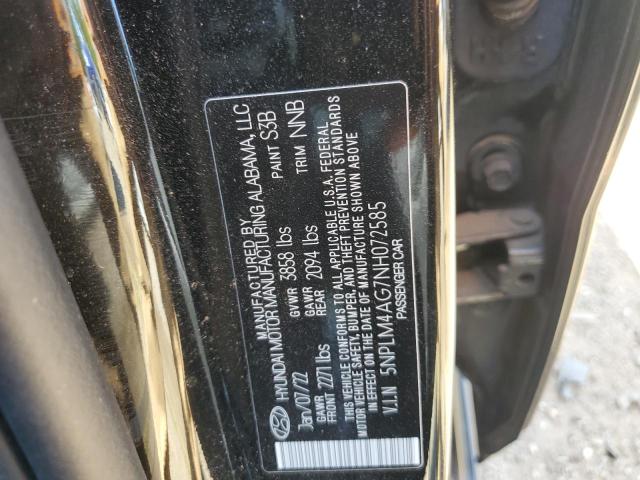 MANUFACTURED BY
HYUNDAI MOTOR MANUFACTURING ALABAMA, LLC
Jan/07/22 GVWR 3858 lbs PAINT S3B
GAWR FRONT 2271 lbs GAWR REAR 2094 lbs TRIM NNB
THIS VEHICLE CONFORMS TO ALL APPLICABLE U.S.A. FEDERAL
MOTOR VEHICLE SAFETY, BUMPER, AND THEFT PREVENTION STANDARDS
IN EFFECT ON THE DATE OF MANUFACTURE SHOWN ABOVE
V.I.N 5NPLM4AG7NH072585
PASSENGER CAR